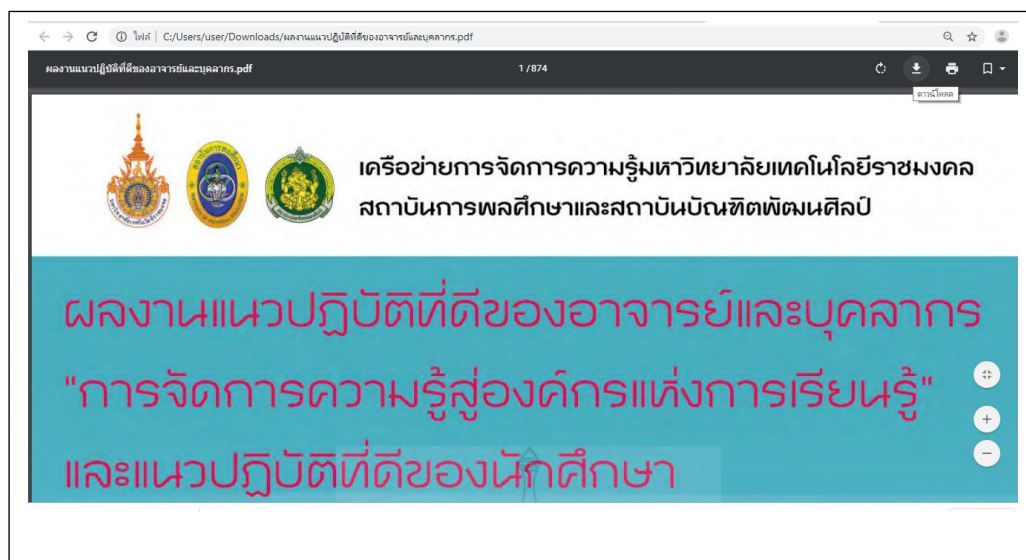 ไฟล์ | C:/Users/user/Downloads/ผลงานแนวปฏิบัติที่ดีของอาจารย์และบุคลากร.pdf
ผลงานแนวปฏิบัติที่ดีของอาจารย์และบุคลากร.pdf
1 / 874
ดาวน์โหลด
เครือข่ายการจัดการความรู้มหาวิทยาลัยเทคโนโลยีราชมงคล
สถาบันการพลศึกษาและสถาบันบัณฑิตพัฒนศิลป์
ผลงานแนวปฏิบัติที่ดีของอาจารย์และบุคลากร
"การจัดการความรู้สู่องค์กรแห่งการเรียนรู้"
และแนวปฏิบัติที่ดีของนักศึกษา